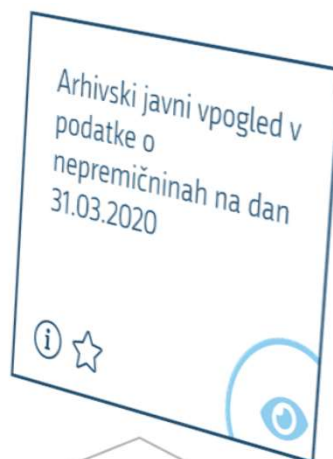 Arhivski javni vpogled v
podatke o
nepremičninah na dan
31.03.2020